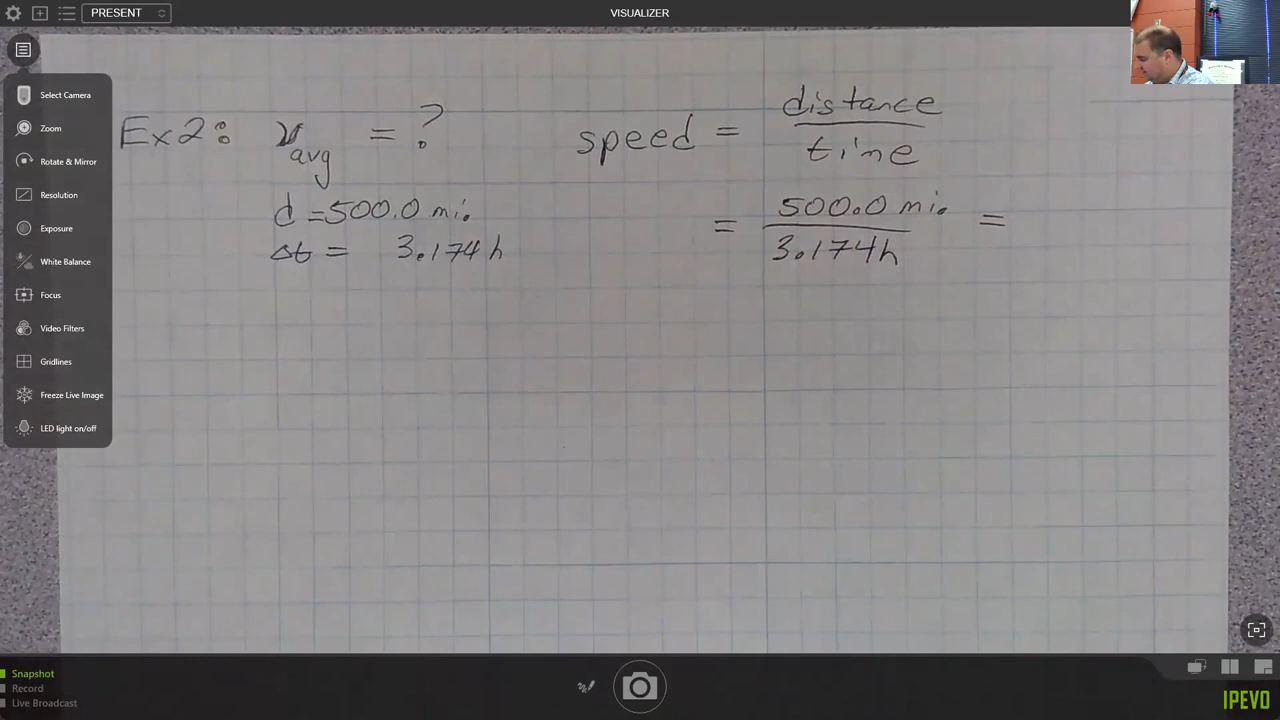 PRESENT
VISUALIZER
Select Camera
Zoom
Rotate & Mirror
Resolution
Exposure
White Balance
Focus
Video Filters
Gridlines
Freeze Live Image
LED light on/off
Ex2: v avg = ?
d = 500.0 mi.
Δt = 3.174 h
speed = distance / time
= 500.0 mi. / 3.174 h =
Snapshot
Record
Live Broadcast
IPEVO